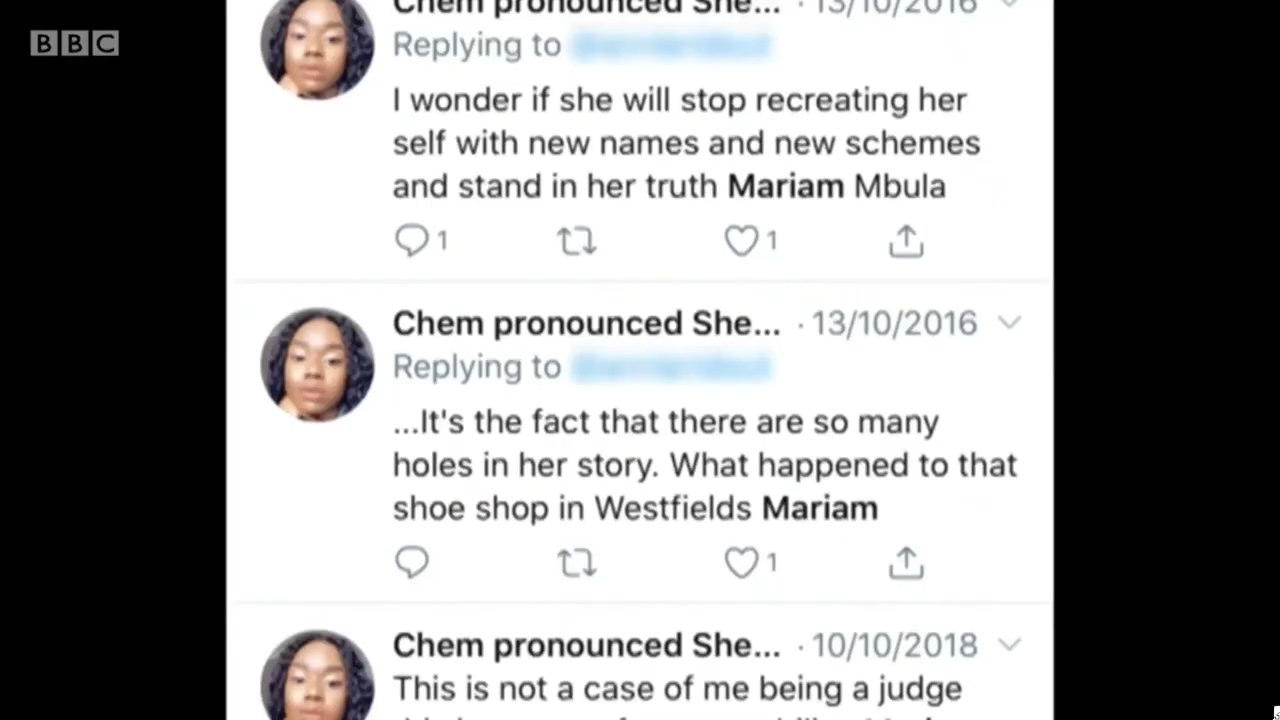 BBC
Chem pronounced She... · 13/10/2016
Replying to
I wonder if she will stop recreating her
self with new names and new schemes
and stand in her truth Mariam Mbula
1 1
Chem pronounced She... · 13/10/2016
Replying to
...It's the fact that there are so many
holes in her story. What happened to that
shoe shop in Westfields Mariam
1
Chem pronounced She... · 10/10/2018
This is not a case of me being a judge